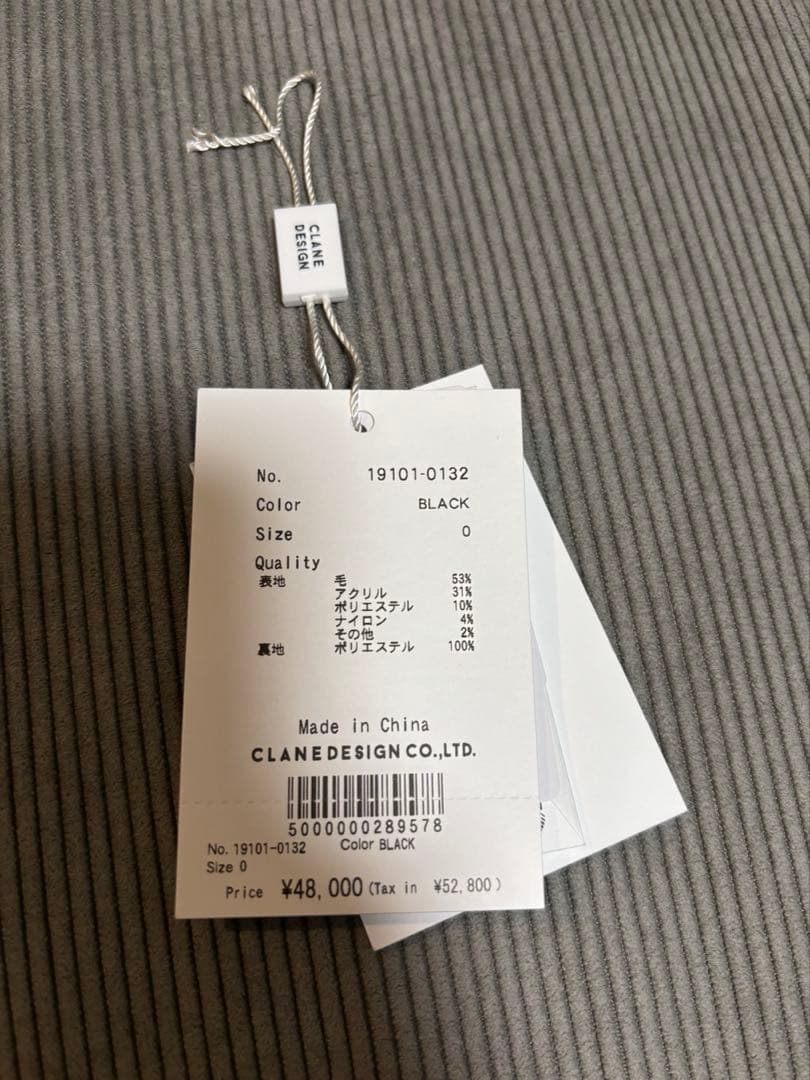 CLANE
DESIGN
No. 19101-0132
Color BLACK
Size 0
Quality
表地 毛 53%
アクリル 31%
ポリエステル 10%
ナイロン 4%
その他 2%
裏地 ポリエステル 100%
Made in China
CLANE DESIGN CO.,LTD.
5000000289578
No. 19101-0132 Color BLACK
Size 0
Price ¥48,000 (Tax in ¥52,800)